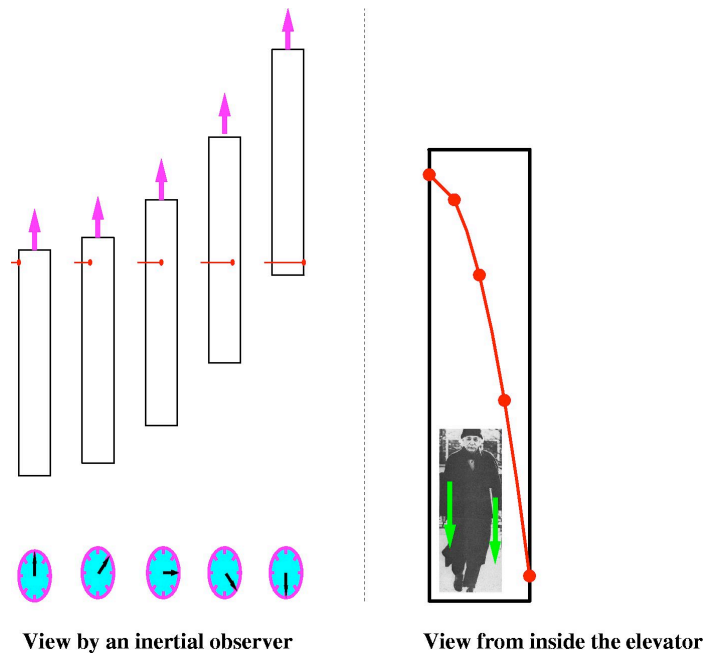 View by an inertial observer
View from inside the elevator